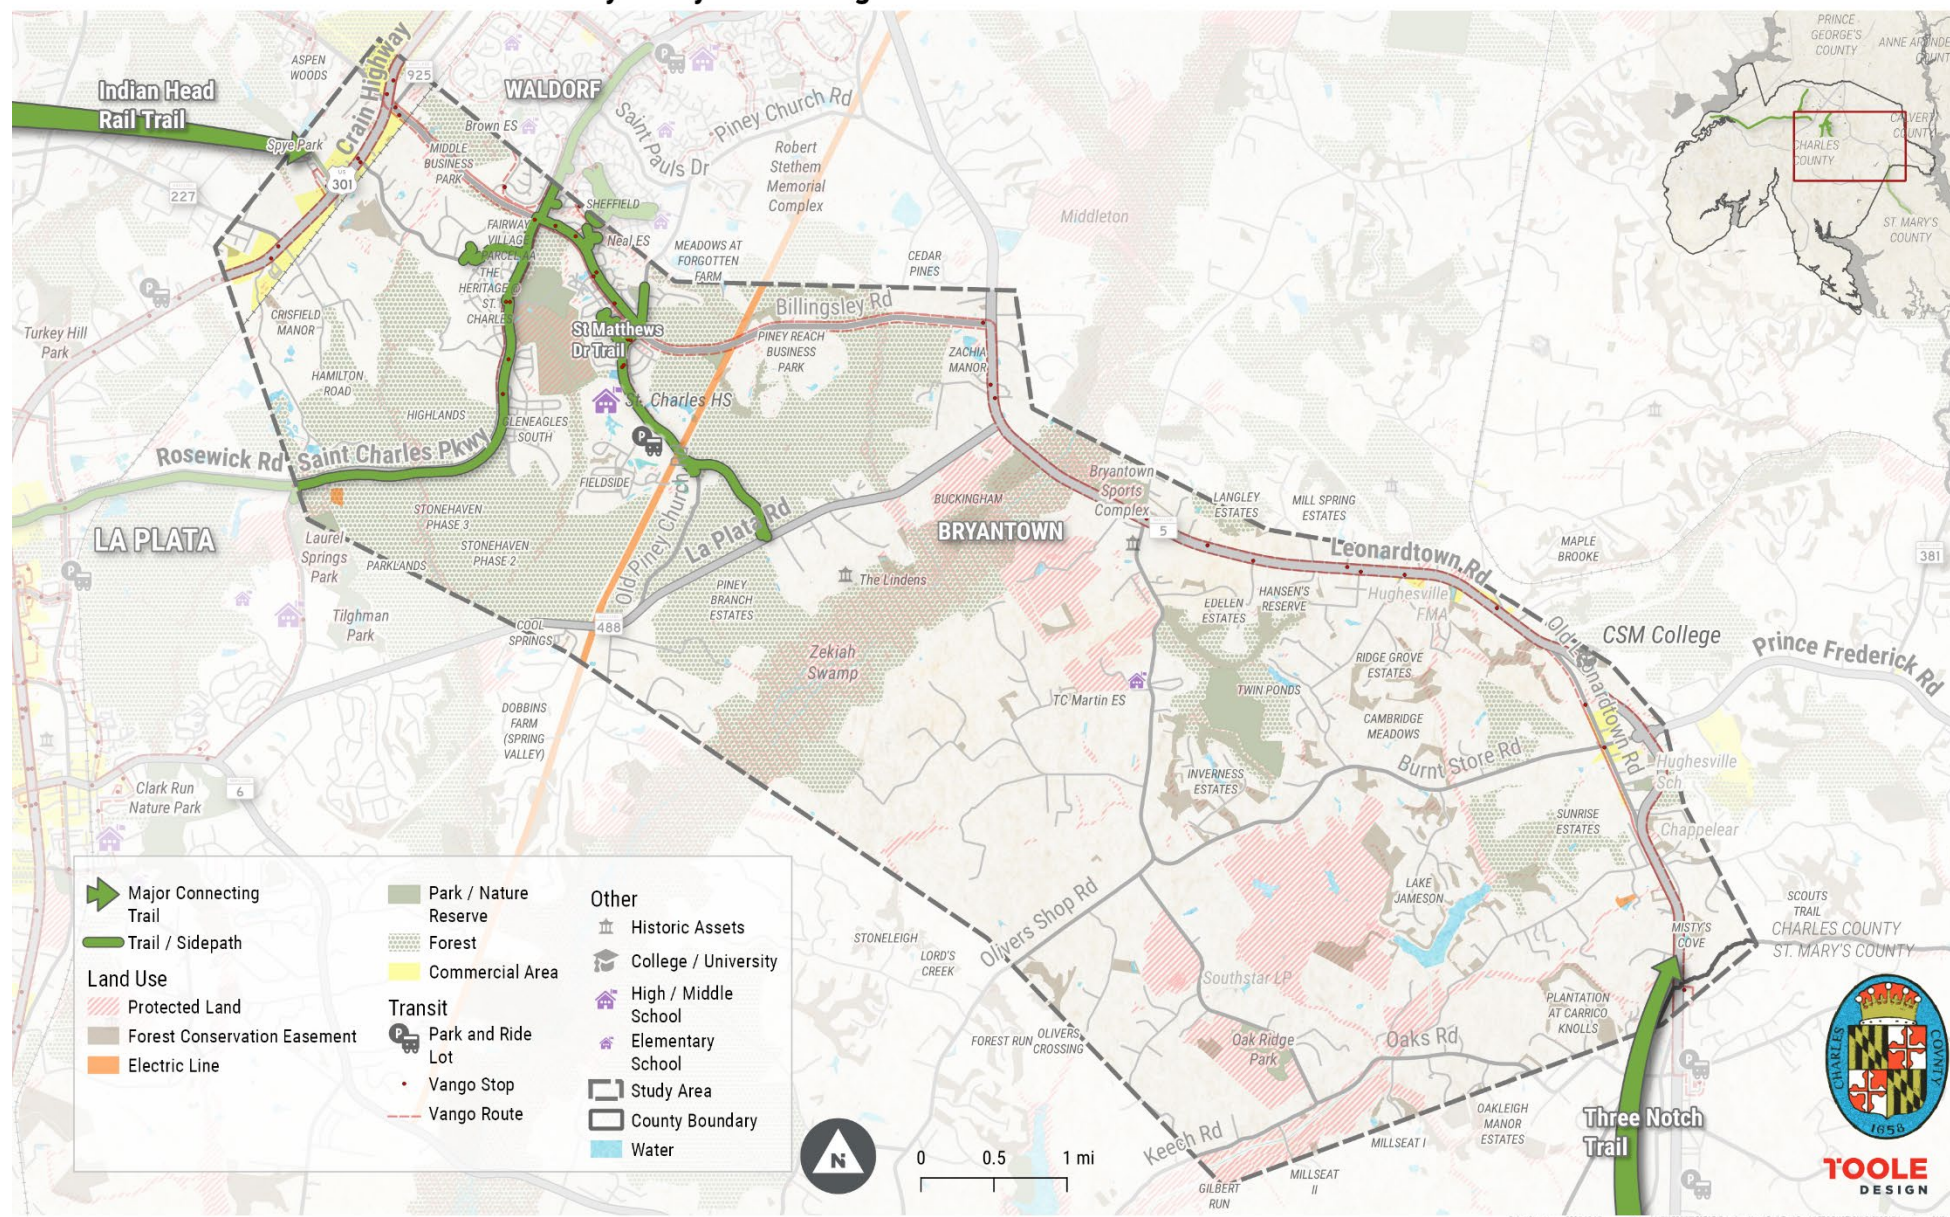 Indian Head
Rail Trail
ASPEN
WOODS
Crain Highway
925
WALDORF
Spye Park
US
301
227
Brown ES
MIDDLE
BUSINESS
PARK
Saint Pauls Dr
Piney Church Rd
Robert
Stethem
Memorial
Complex
SHEFFIELD
Neal ES
FAIRWAY
VILLAGE
PARCEL AA
THE
HERITAGE @
ST.
CHARLES
MEADOWS AT
FORGOTTEN
FARM
CEDAR
PINES
Middleton
PRINCE
GEORGE'S
COUNTY
CALVERT
COUNTY
CHARLES
COUNTY
ST. MARY'S
COUNTY
Turkey Hill
Park
CRISFIELD
MANOR
HAMILTON
ROAD
HIGHLANDS
GLENEAGLES
SOUTH
St Matthews
Dr Trail
Billingsley Rd
PINEY REACH
BUSINESS
PARK
ZACHIA
MANOR
St. Charles HS
Rosewick Rd
Saint Charles Pkwy
FIELDSIDE
STONEHAVEN
PHASE 3
STONEHAVEN
PHASE 2
LA PLATA
Laurel
Springs
Park
PARKLANDS
Tilghman
Park
Old Piney Church
La Plata Rd
COOL
SPRINGS
488
PINEY
BRANCH
ESTATES
The Lindens
BUCKINGHAM
BRYANTOWN
Bryantown
Sports
Complex
5
LANGLEY
ESTATES
MILL SPRING
ESTATES
Leonardtown Rd
MAPLE
BROOKE
381
Zekiah
Swamp
DOBBINS
FARM
(SPRING
VALLEY)
TC Martin ES
EDELEN
ESTATES
HANSEN'S
RESERVE
Hughesville
FMA
Old Leonardtown Rd
CSM College
Prince Frederick Rd
RIDGE GROVE
ESTATES
TWIN PONDS
CAMBRIDGE
MEADOWS
Burnt Store Rd
INVERNESS
ESTATES
Hughesville
Sch
Chappelear
SUNRISE
ESTATES
Clark Run
Nature Park
6
LAKE
JAMESON
SCOUTS
TRAIL
CHARLES COUNTY
ST. MARY'S COUNTY
MISTY'S
COVE
STONELEIGH
LORD'S
CREEK
Olivers Shop Rd
Southstar LP
PLANTATION
AT CARRICO
KNOLLS
FOREST RUN
OLIVERS
CROSSING
Oak Ridge
Park
Oaks Rd
Keech Rd
OAKLEIGH
MANOR
ESTATES
MILLSEAT I
MILLSEAT
II
GILBERT
RUN
Three Notch
Trail
Major Connecting
Trail
Trail / Sidepath
Land Use
Protected Land
Forest Conservation Easement
Electric Line
Park / Nature
Reserve
Forest
Commercial Area
Transit
Park and Ride
Lot
Vango Stop
Vango Route
Other
Historic Assets
College / University
High / Middle
School
Elementary
School
Study Area
County Boundary
Water
N
0 0.5 1 mi
CHARLES COVNTY
1658
TOOLE
DESIGN